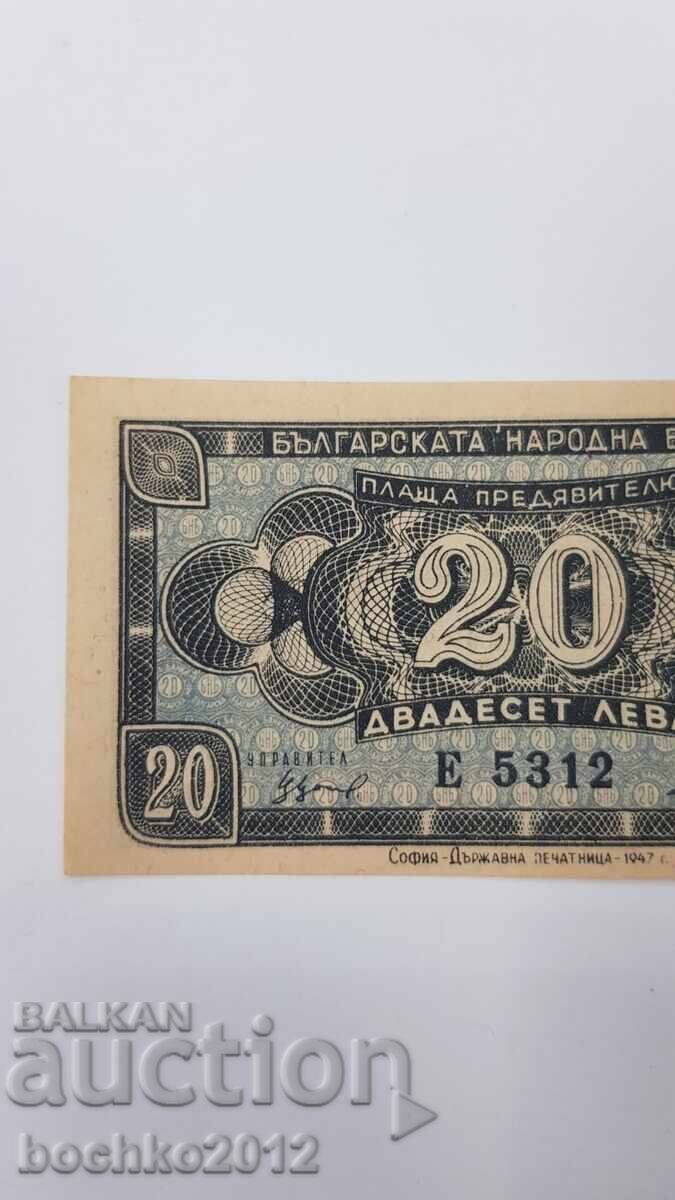 БЪЛГАРСКАТА НАРОДНА
ПЛАЩА ПРЕДЯВИТЕЛЮ
20
ДВАДЕСЕТ ЛЕВА
УПРАВИТЕЛ
20
Е 5312
СОФИЯ - ДЪРЖАВНА ПЕЧАТНИЦА - 1947 г.
BALKAN
auction
bochko2012